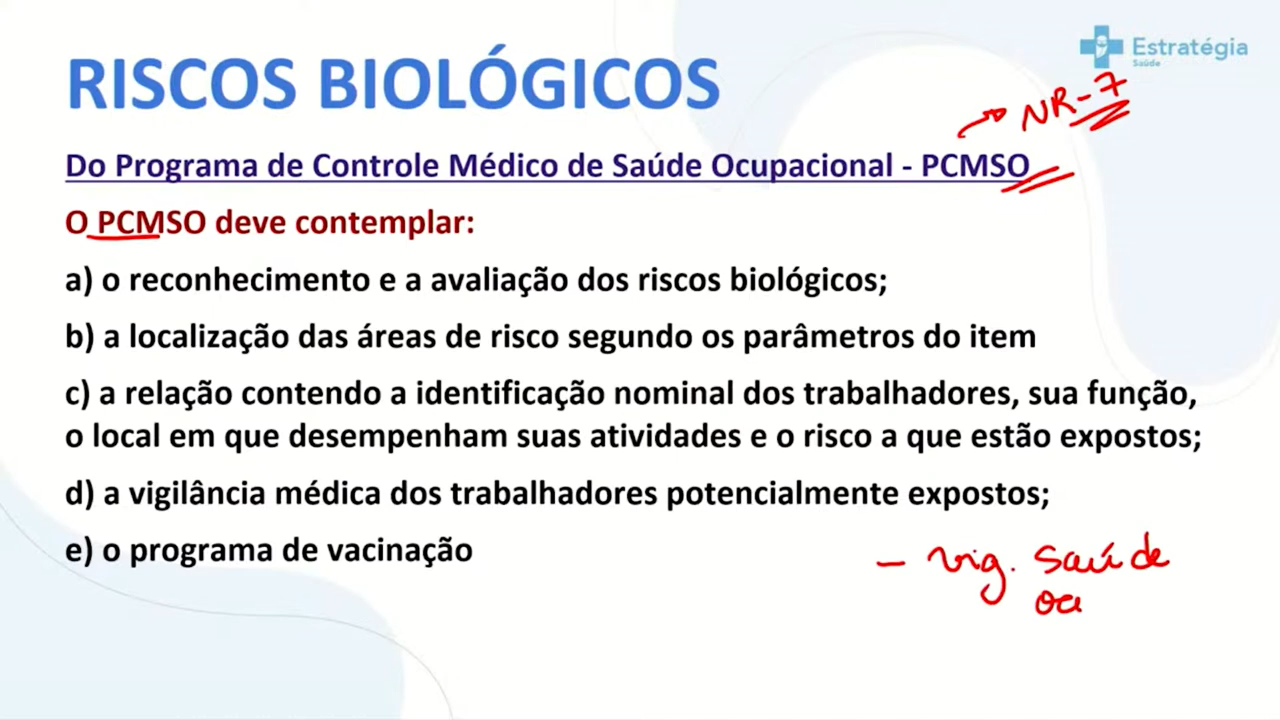 Estratégia
Saúde
RISCOS BIOLÓGICOS
NR-7
Do Programa de Controle Médico de Saúde Ocupacional - PCMSO
O PCMSO deve contemplar:
a) o reconhecimento e a avaliação dos riscos biológicos;
b) a localização das áreas de risco segundo os parâmetros do item
c) a relação contendo a identificação nominal dos trabalhadores, sua função,
o local em que desempenham suas atividades e o risco a que estão expostos;
d) a vigilância médica dos trabalhadores potencialmente expostos;
e) o programa de vacinação
- vig. Saúde